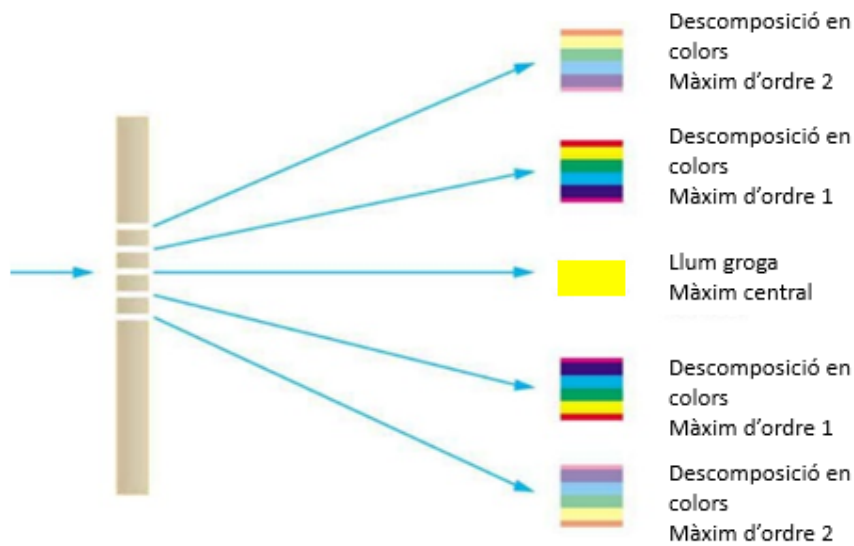 Descomposició en
colors
Màxim d'ordre 2
Descomposició en
colors
Màxim d'ordre 1
Llum groga
Màxim central
Descomposició en
colors
Màxim d'ordre 1
Descomposició en
colors
Màxim d'ordre 2